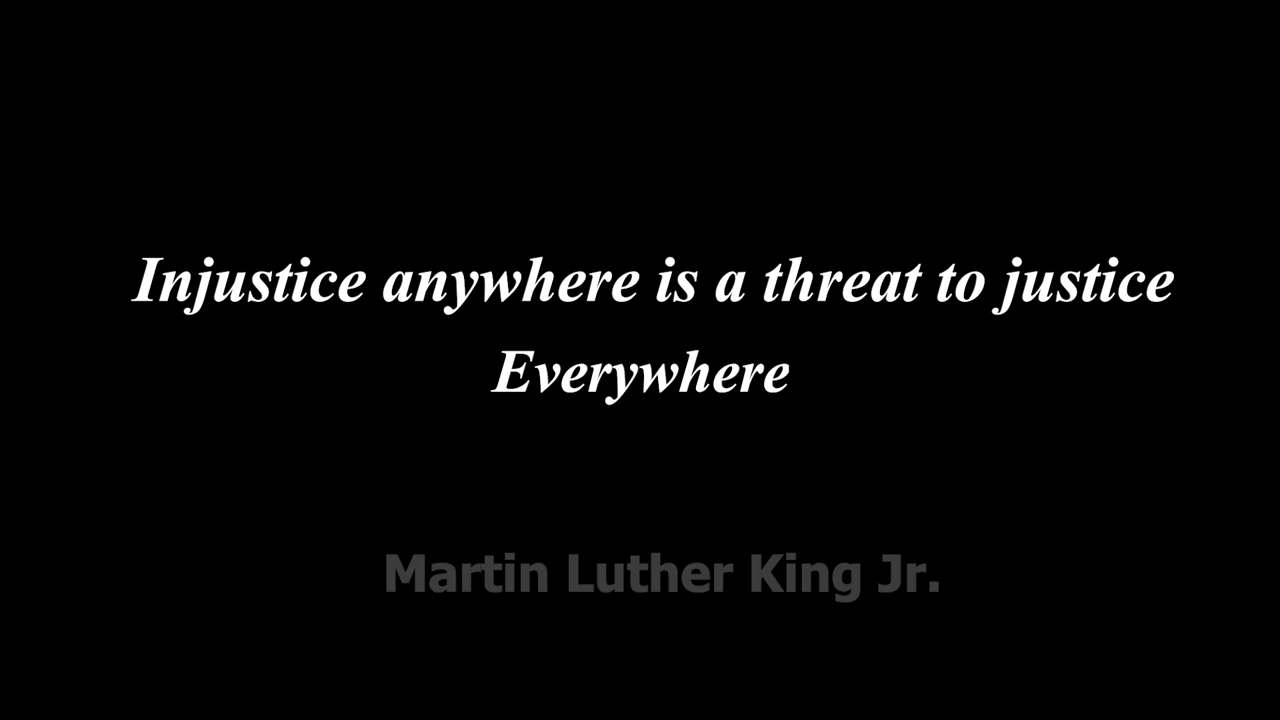 Injustice anywhere is a threat to justice
Everywhere
Martin Luther King Jr.